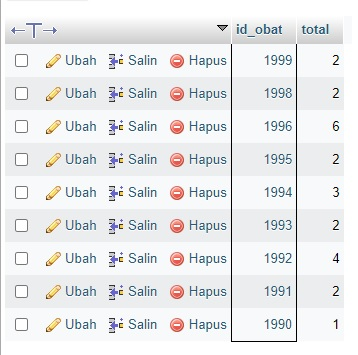 id_obat total
Ubah Salin Hapus 1999 2
Ubah Salin Hapus 1998 2
Ubah Salin Hapus 1996 6
Ubah Salin Hapus 1995 2
Ubah Salin Hapus 1994 3
Ubah Salin Hapus 1993 2
Ubah Salin Hapus 1992 4
Ubah Salin Hapus 1991 2
Ubah Salin Hapus 1990 1